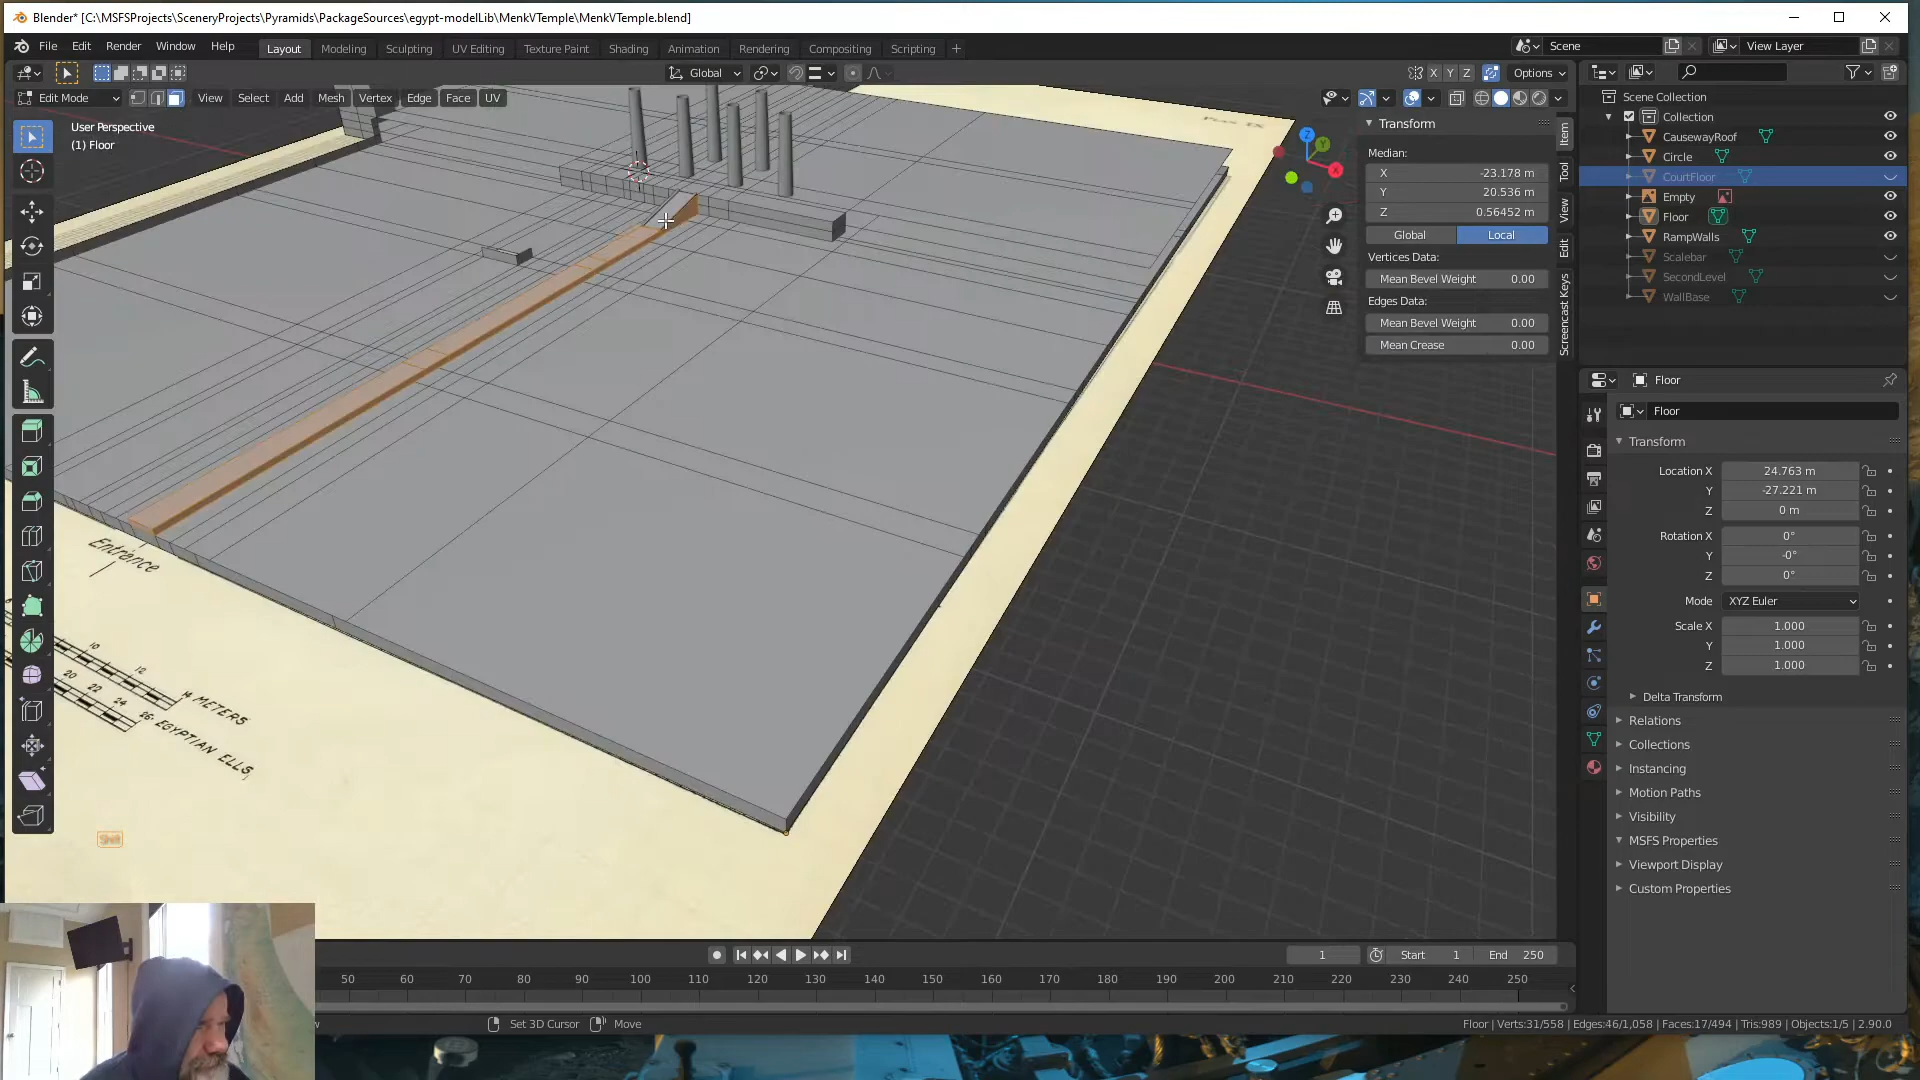 Blender* [C:\MSFSProjects\SceneryProjects\Pyramids\PackageSources\egypt-modelLib\MenkVTemple\MenkVTemple.blend]
File Edit Render Window Help Layout Modeling Sculpting UV Editing Texture Paint Shading Animation Rendering Compositing Scripting + Scene View Layer
Global X Y Z Options
Edit Mode View Select Add Mesh Vertex Edge Face UV
User Perspective
(1) Floor
Transform
Median:
X -23.178 m
Y 20.536 m
Z 0.56452 m
Global Local
Vertices Data:
Mean Bevel Weight 0.00
Edges Data:
Mean Bevel Weight 0.00
Mean Crease 0.00
Item
Tool
View
Edit
Screencast Keys
Z
Y
X
Scene Collection
Collection
CausewayRoof
Circle
CourtFloor
Empty
Floor
RampWalls
Scalebar
SecondLevel
WallBase
Floor
Floor
Transform
Location X 24.763 m
Y -27.221 m
Z 0 m
Rotation X 0°
Y -0°
Z 0°
Mode XYZ Euler
Scale X 1.000
Y 1.000
Z 1.000
Delta Transform
Relations
Collections
Instancing
Motion Paths
Visibility
MSFS Properties
Viewport Display
Custom Properties
Entrance
10 12 14 METERS
20 22 24 26 EGYPTIAN ELLS
1 Start 1 End 250
50 60 70 80 90 100 110 120 130 140 150 160 170 180 190 200 210 220 230 240 250
Set 3D Cursor Move
Floor | Verts:31/558 | Edges:46/1,058 | Faces:17/494 | Tris:989 | Objects:1/5 | 2.90.0